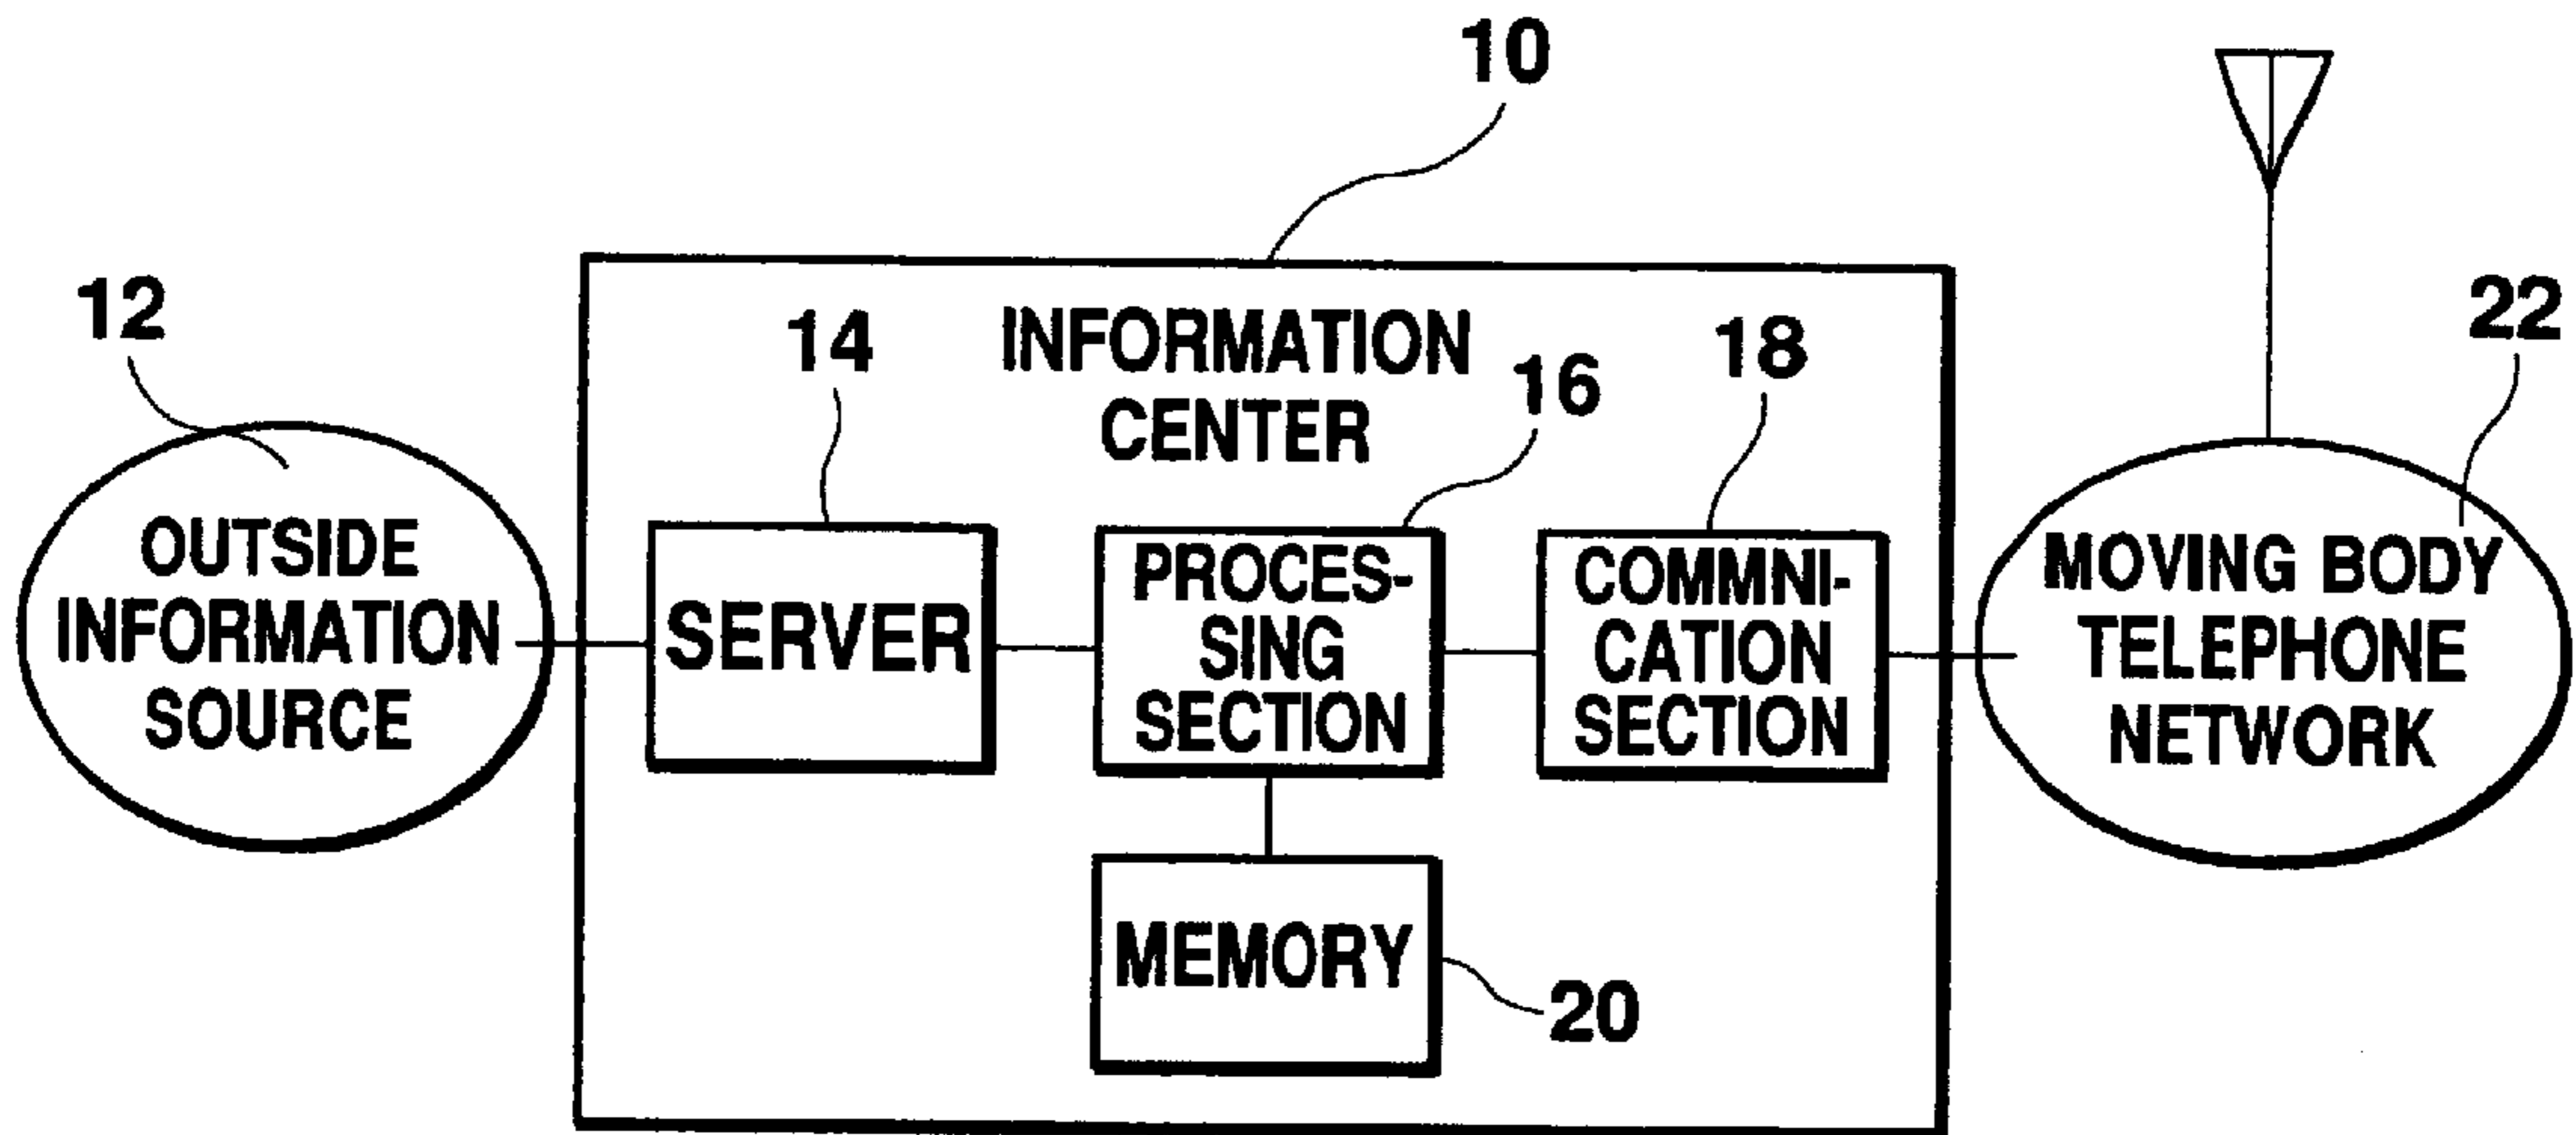 10
12
14
INFORMATION
CENTER
16
18
22
OUTSIDE
INFORMATION
SOURCE
SERVER
PROCES-
SING
SECTION
COMMNI-
CATION
SECTION
MOVING BODY
TELEPHONE
NETWORK
MEMORY
20